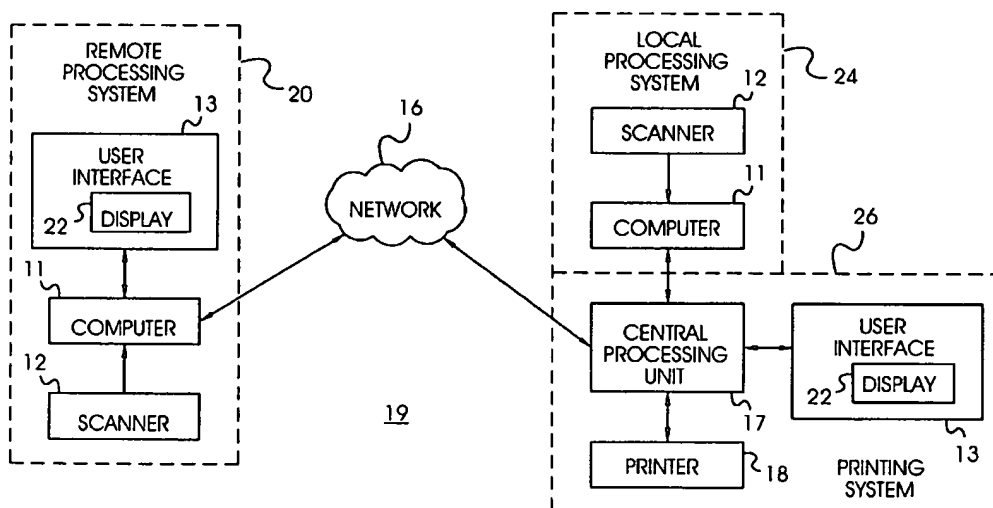 REMOTE
PROCESSING
SYSTEM
20
13
USER
INTERFACE
22
DISPLAY
11
COMPUTER
12
SCANNER
16
NETWORK
19
LOCAL
PROCESSING
SYSTEM
24
12
SCANNER
11
COMPUTER
26
CENTRAL
PROCESSING
UNIT
17
USER
INTERFACE
22
DISPLAY
13
PRINTER
18
PRINTING
SYSTEM